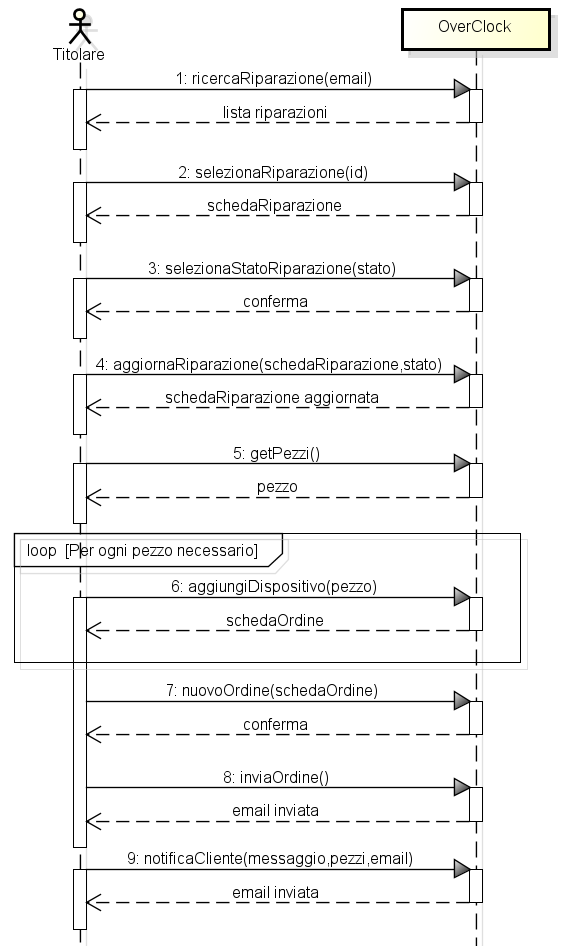 Titolare
OverClock
1: ricercaRiparazione(email)
lista riparazioni
2: selezionaRiparazione(id)
schedaRiparazione
3: selezionaStatoRiparazione(stato)
conferma
4: aggiornaRiparazione(schedaRiparazione,stato)
schedaRiparazione aggiornata
5: getPezzi()
pezzo
loop [Per ogni pezzo necessario]
6: aggiungiDispositivo(pezzo)
schedaOrdine
7: nuovoOrdine(schedaOrdine)
conferma
8: inviaOrdine()
email inviata
9: notificaCliente(messaggio,pezzi,email)
email inviata